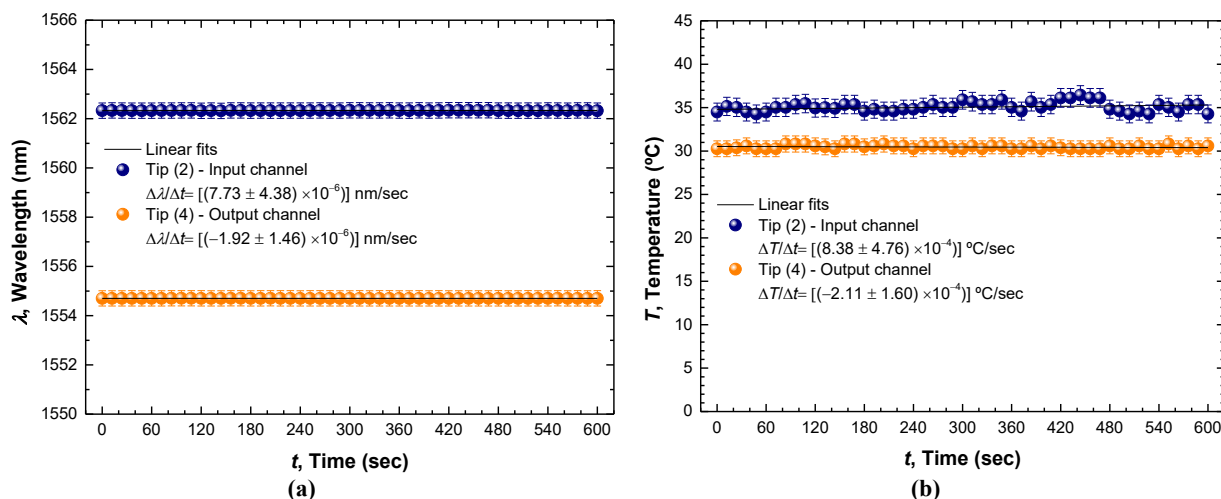 1566
1564
1562
1560
1558
1556
1554
1552
1550
λ, Wavelength (nm)
Linear fits
Tip (2) - Input channel
Δλ/Δt= [(7.73 ± 4.38) ×10⁻⁶)] nm/sec
Tip (4) - Output channel
Δλ/Δt= [(−1.92 ± 1.46) ×10⁻⁶)] nm/sec
0 60 120 180 240 300 360 420 480 540 600
t, Time (sec)
(a)
45
40
35
30
25
20
15
10
5
0
T, Temperature (ºC)
Linear fits
Tip (2) - Input channel
ΔT/Δt= [(8.38 ± 4.76) ×10⁻⁴)] ºC/sec
Tip (4) - Output channel
ΔT/Δt= [(−2.11 ± 1.60) ×10⁻⁴)] ºC/sec
0 60 120 180 240 300 360 420 480 540 600
t, Time (sec)
(b)